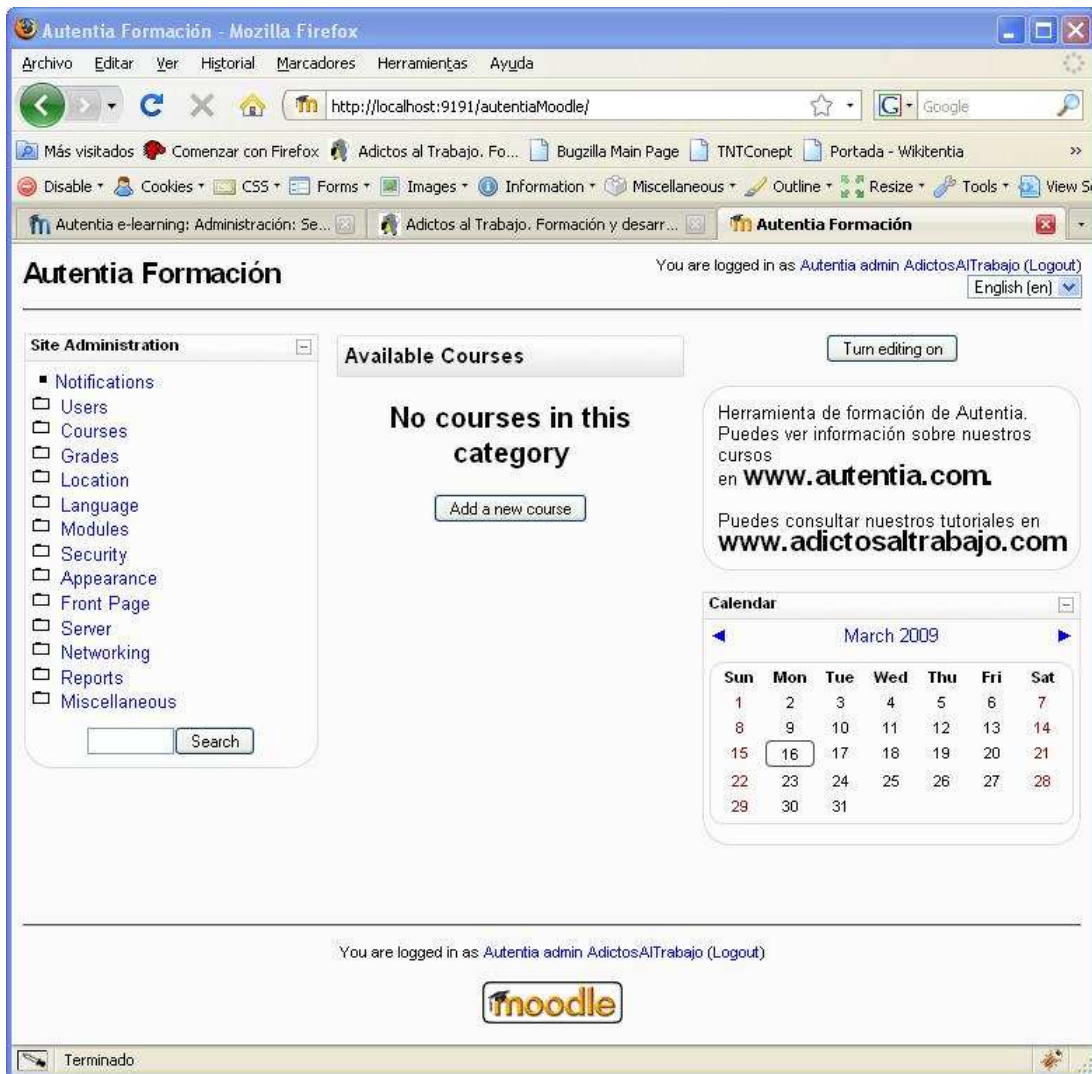 Autentia Formación - Mozilla Firefox
Archivo Editar Ver Historial Marcadores Herramientas Ayuda
http://localhost:9191/autentiaMoodle/
G Google
Más visitados Comenzar con Firefox Adictos al Trabajo. Fo... Bugzilla Main Page TNTConept Portada - Wikitentia »
Disable Cookies CSS Forms Images Information Miscellaneous Outline Resize Tools View S
Autentia e-learning: Administración: Se... Adictos al Trabajo. Formación y desarr... Autentia Formación
Autentia Formación
You are logged in as Autentia admin AdictosAlTrabajo (Logout)
English (en)
Site Administration
Notifications
Users
Courses
Grades
Location
Language
Modules
Security
Appearance
Front Page
Server
Networking
Reports
Miscellaneous
Search
Available Courses
No courses in this
category
Add a new course
Turn editing on
Herramienta de formación de Autentia.
Puedes ver información sobre nuestros
cursos
en www.autentia.com.
Puedes consultar nuestros tutoriales en
www.adictosaltrabajo.com
Calendar
March 2009
Sun Mon Tue Wed Thu Fri Sat
1 2 3 4 5 6 7
8 9 10 11 12 13 14
15 16 17 18 19 20 21
22 23 24 25 26 27 28
29 30 31
You are logged in as Autentia admin AdictosAlTrabajo (Logout)
moodle
Terminado